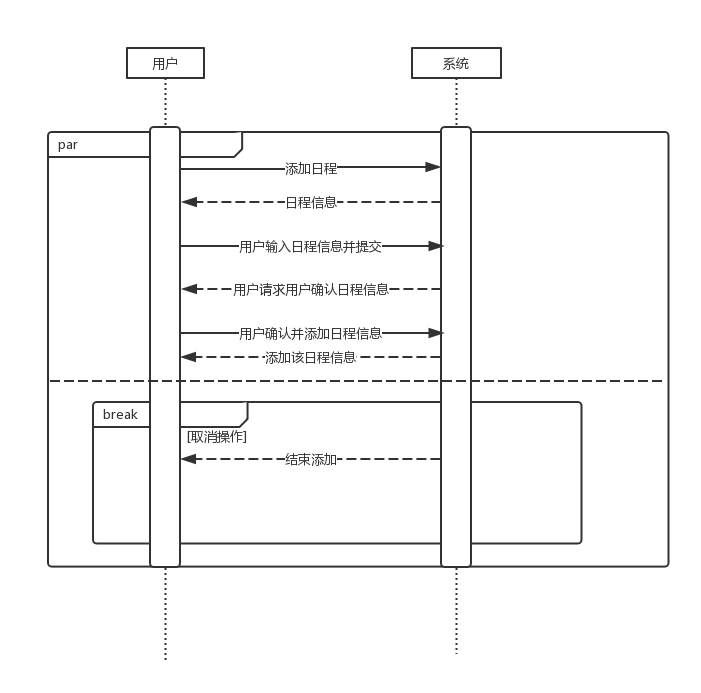 用户
系统
par
添加日程
日程信息
用户输入日程信息并提交
用户请求用户确认日程信息
用户确认并添加日程信息
添加该日程信息
break
[取消操作]
结束添加